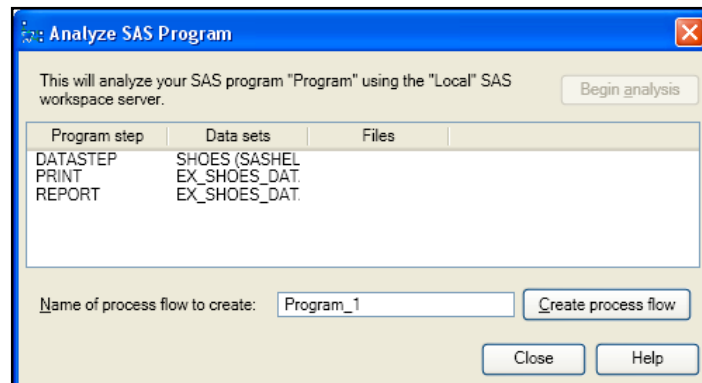 Analyze SAS Program
This will analyze your SAS program "Program" using the "Local" SAS
workspace server.
Begin analysis
Program step Data sets Files
DATASTEP SHOES (SASHEL
PRINT EX_SHOES_DAT.
REPORT EX_SHOES_DAT.
Name of process flow to create: Program_1 Create process flow
Close Help